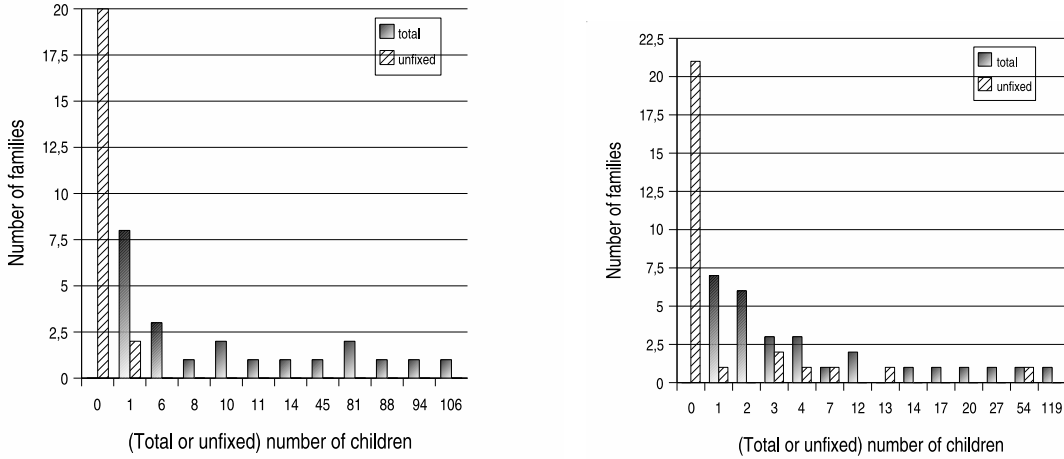 20
17,5
15
12,5
10
7,5
5
2,5
0
Number of families
total
unfixed
0 1 6 8 10 11 14 45 81 88 94 106
(Total or unfixed) number of children
22,5
20
17,5
15
12,5
10
7,5
5
2,5
0
Number of families
total
unfixed
0 1 2 3 4 7 12 13 14 17 20 27 54 119
(Total or unfixed) number of children